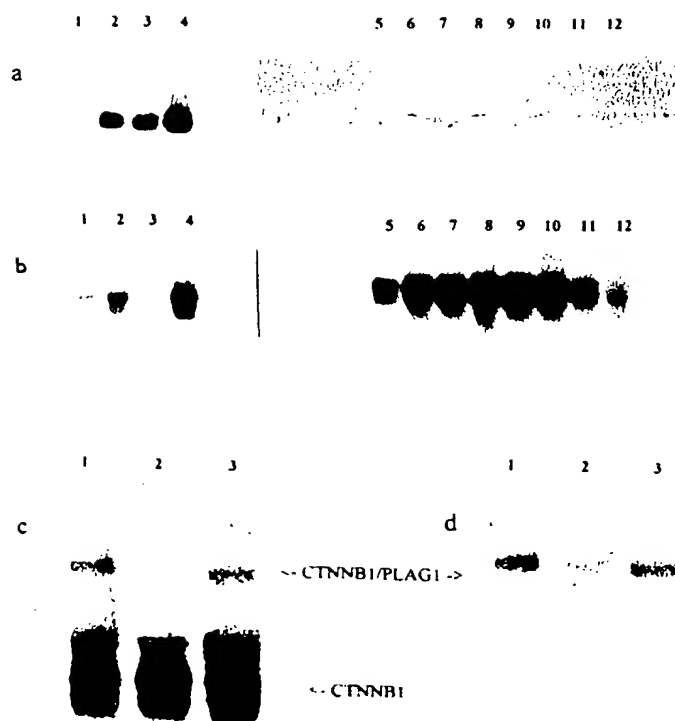 1 2 3 4 5 6 7 8 9 10 11 12
a
1 2 3 4 5 6 7 8 9 10 11 12
b
1 2 3 1 2 3
c d
<-- CTNNB1/PLAG1 -->
<-- CTNNB1